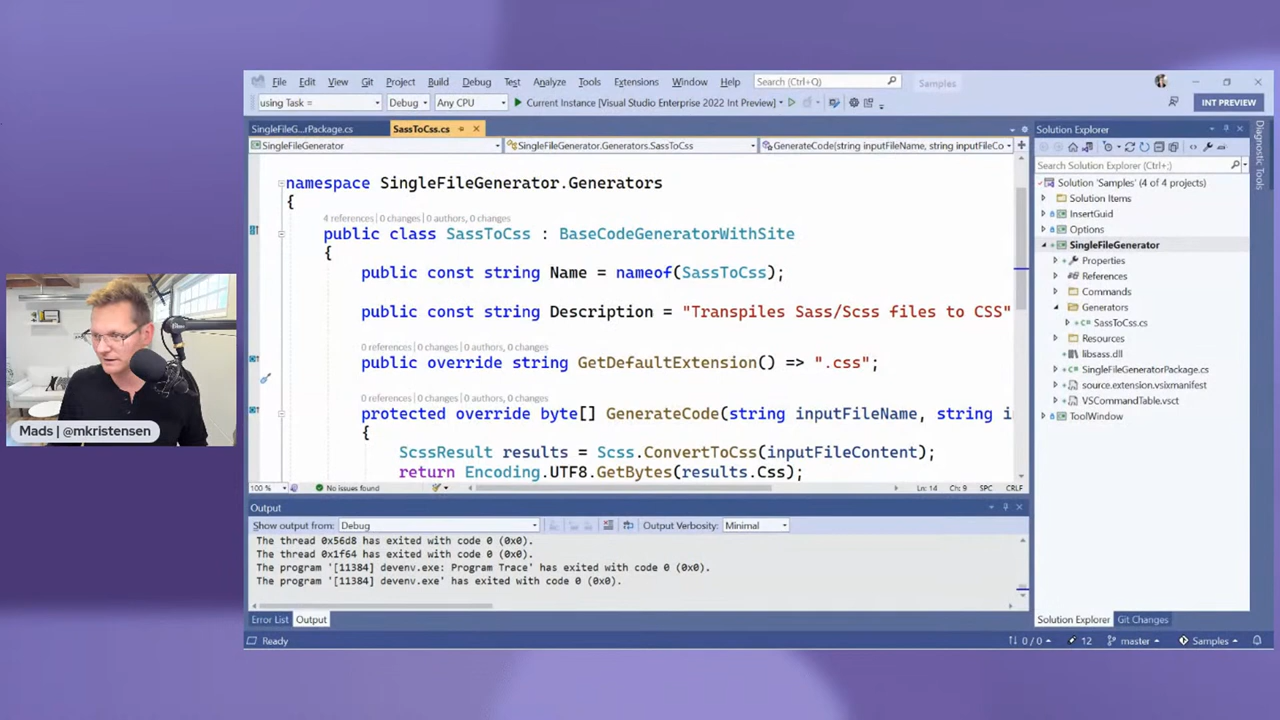 File Edit View Git Project Build Debug Test Analyze Tools Extensions Window Help Search (Ctrl+Q) Samples
using Task = Debug Any CPU Current Instance [Visual Studio Enterprise 2022 Int Preview] INT PREVIEW
SingleFileG...rPackage.cs SassToCss.cs
SingleFileGenerator SingleFileGenerator.Generators.SassToCss GenerateCode(string inputFileName, string inputFileCo
namespace SingleFileGenerator.Generators
{
4 references | 0 changes | 0 authors, 0 changes
public class SassToCss : BaseCodeGeneratorWithSite
{
public const string Name = nameof(SassToCss);
public const string Description = "Transpiles Sass/Scss files to CSS"
0 references | 0 changes | 0 authors, 0 changes
public override string GetDefaultExtension() => ".css";
0 references | 0 changes | 0 authors, 0 changes
protected override byte[] GenerateCode(string inputFileName, string i
{
ScssResult results = Scss.ConvertToCss(inputFileContent);
return Encoding.UTF8.GetBytes(results.Css);
100 % No issues found Ln: 14 Ch: 9 SPC CRLF
Output
Show output from: Debug Output Verbosity: Minimal
The thread 0x56d8 has exited with code 0 (0x0).
The thread 0x1f64 has exited with code 0 (0x0).
The program '[11384] devenv.exe: Program Trace' has exited with code 0 (0x0).
The program '[11384] devenv.exe' has exited with code 0 (0x0).
Error List Output
Ready 0 / 0 12 master Samples
Solution Explorer
Search Solution Explorer (Ctrl+;)
Solution 'Samples' (4 of 4 projects)
Solution Items
InsertGuid
Options
SingleFileGenerator
Properties
References
Commands
Generators
SassToCss.cs
Resources
libsass.dll
SingleFileGeneratorPackage.cs
source.extension.vsixmanifest
VSCommandTable.vsct
ToolWindow
Solution Explorer Git Changes
Diagnostic Tools
Mads | @mkristensen